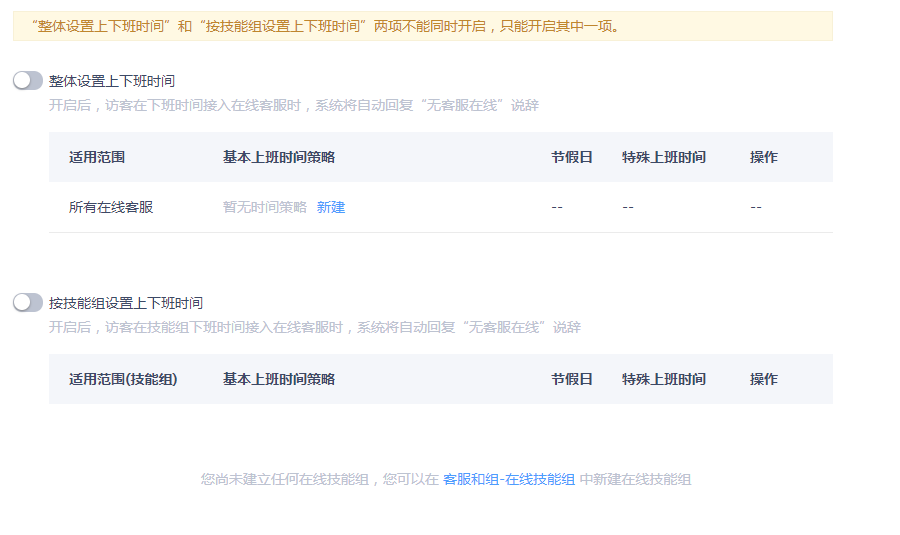 “整体设置上下班时间”和“按技能组设置上下班时间”两项不能同时开启，只能开启其中一项。
整体设置上下班时间
开启后，访客在下班时间接入在线客服时，系统将自动回复“无客服在线”说辞
适用范围 基本上班时间策略 节假日 特殊上班时间 操作
所有在线客服 暂无时间策略 新建 -- -- --
按技能组设置上下班时间
开启后，访客在技能组下班时间接入在线客服时，系统将自动回复“无客服在线”说辞
适用范围(技能组) 基本上班时间策略 节假日 特殊上班时间 操作
您尚未建立任何在线技能组，您可以在 客服和组-在线技能组 中新建在线技能组